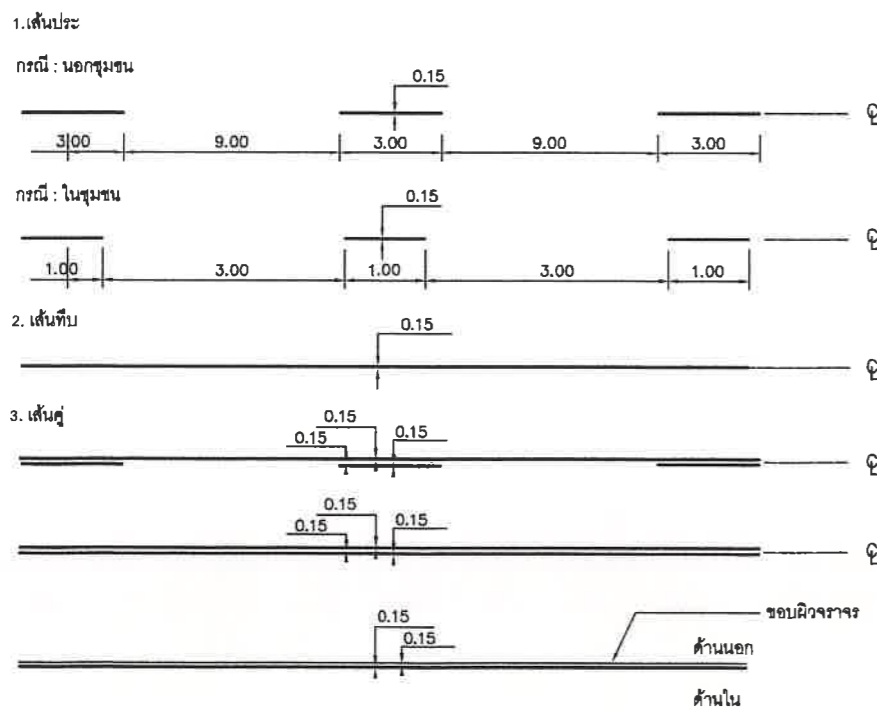 1.เส้นประ
กรณี : นอกชุมชน
0.15
℄
3.00 9.00 3.00 9.00 3.00
กรณี : ในชุมชน
0.15
℄
1.00 3.00 1.00 3.00 1.00
2. เส้นทึบ
0.15
℄
3. เส้นคู่
0.15
0.15 0.15
℄
0.15
0.15 0.15
℄
ขอบผิวจราจร
0.15
0.15
ด้านนอก
ด้านใน